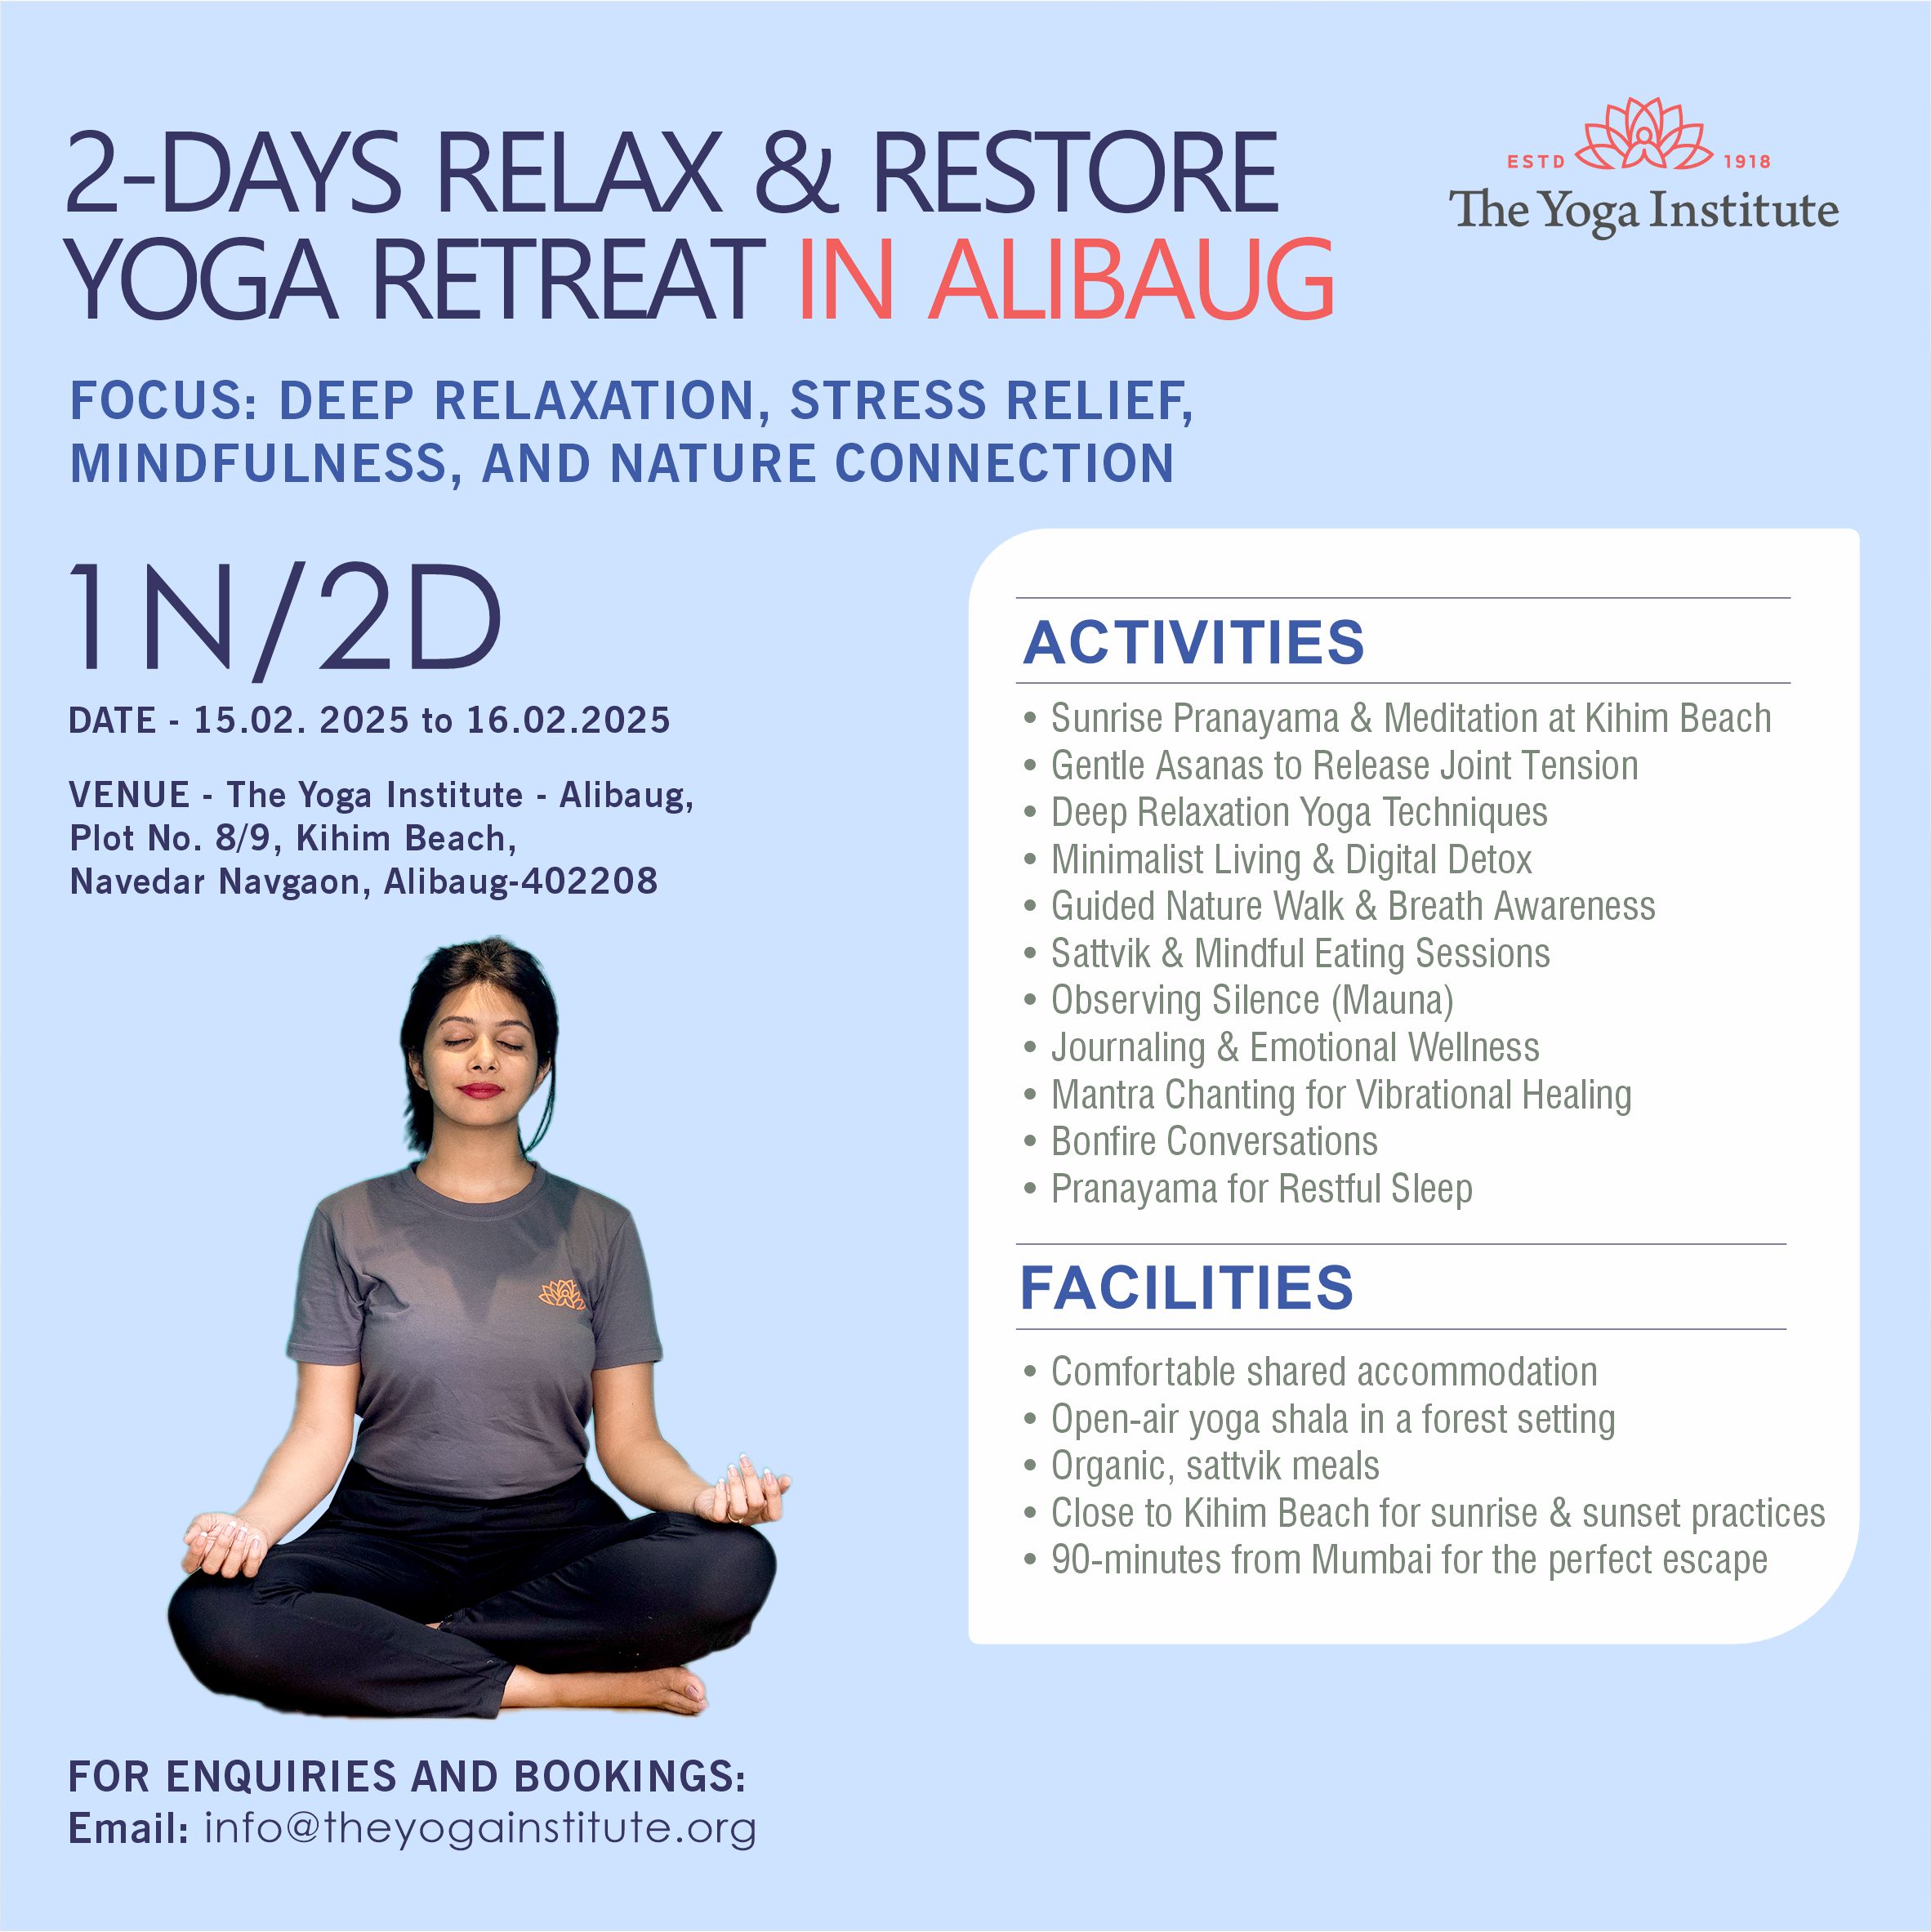 2-DAYS RELAX & RESTORE
YOGA RETREAT IN ALIBAUG
ESTD 1918
The Yoga Institute
FOCUS: DEEP RELAXATION, STRESS RELIEF,
MINDFULNESS, AND NATURE CONNECTION
1N/2D
DATE - 15.02. 2025 to 16.02.2025
VENUE - The Yoga Institute - Alibaug,
Plot No. 8/9, Kihim Beach,
Navedar Navgaon, Alibaug-402208
ACTIVITIES
• Sunrise Pranayama & Meditation at Kihim Beach
• Gentle Asanas to Release Joint Tension
• Deep Relaxation Yoga Techniques
• Minimalist Living & Digital Detox
• Guided Nature Walk & Breath Awareness
• Sattvik & Mindful Eating Sessions
• Observing Silence (Mauna)
• Journaling & Emotional Wellness
• Mantra Chanting for Vibrational Healing
• Bonfire Conversations
• Pranayama for Restful Sleep
FACILITIES
• Comfortable shared accommodation
• Open-air yoga shala in a forest setting
• Organic, sattvik meals
• Close to Kihim Beach for sunrise & sunset practices
• 90-minutes from Mumbai for the perfect escape
FOR ENQUIRIES AND BOOKINGS:
Email: info@theyogainstitute.org